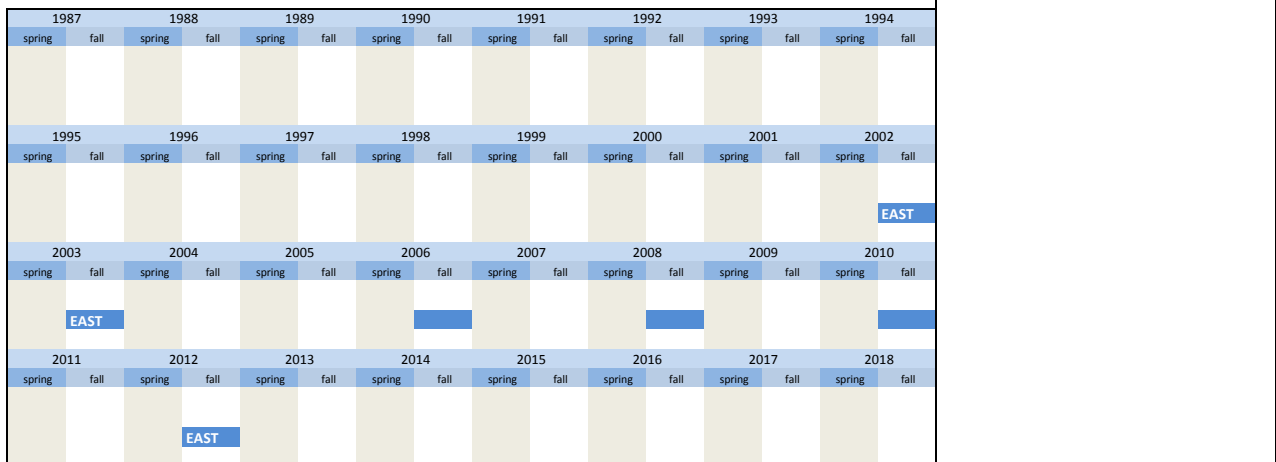 1987 1988 1989 1990 1991 1992 1993 1994
spring fall spring fall spring fall spring fall spring fall spring fall spring fall spring fall
1995 1996 1997 1998 1999 2000 2001 2002
spring fall spring fall spring fall spring fall spring fall spring fall spring fall spring fall
EAST
2003 2004 2005 2006 2007 2008 2009 2010
spring fall spring fall spring fall spring fall spring fall spring fall spring fall spring fall
EAST
2011 2012 2013 2014 2015 2016 2017 2018
spring fall spring fall spring fall spring fall spring fall spring fall spring fall spring fall
EAST